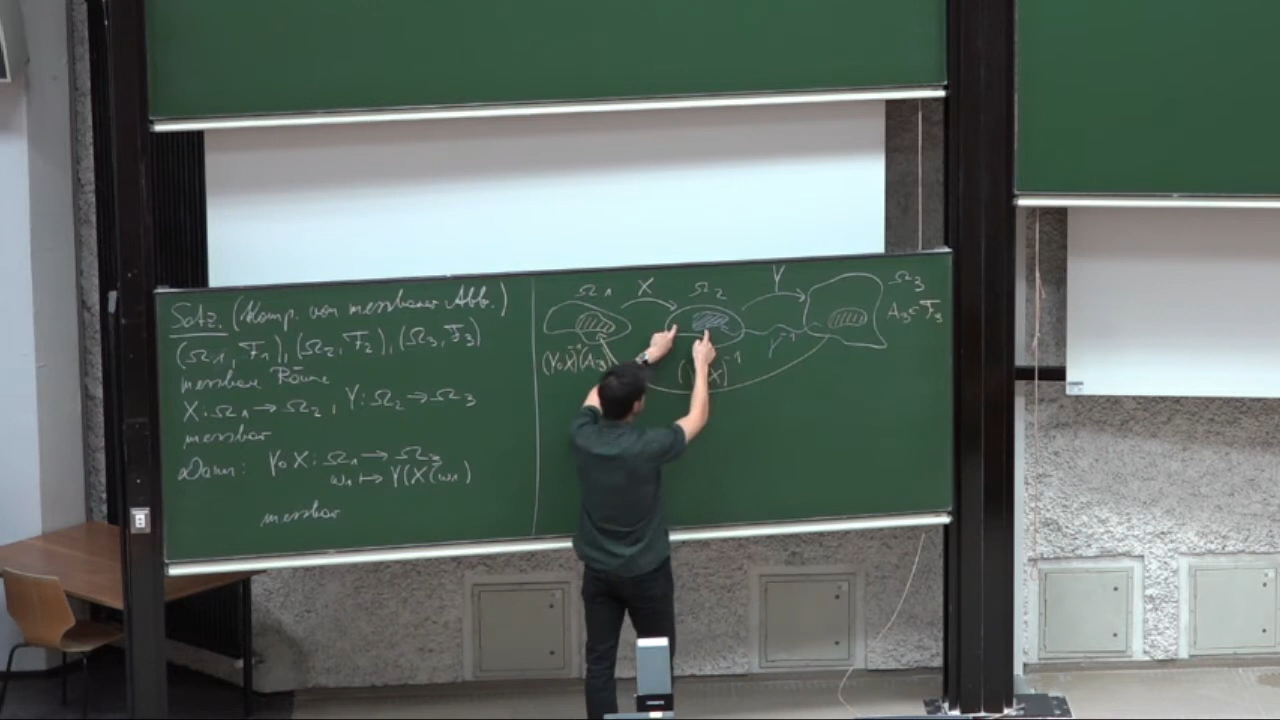 Satz. (Komp. von messbarer Abb.)
(Ω₁, F₁), (Ω₂, F₂), (Ω₃, F₃)
messbare Räume
X: Ω₁ → Ω₂, Y: Ω₂ → Ω₃
messbar
Dann: Y∘X: Ω₁ → Ω₃
ω₁ ↦ Y(X(ω₁)
messbar
Ω₁ X Ω₂ Y Ω₃
A₃ ∈ F₃
Y⁻¹
(Y∘X)⁻¹(A₃)